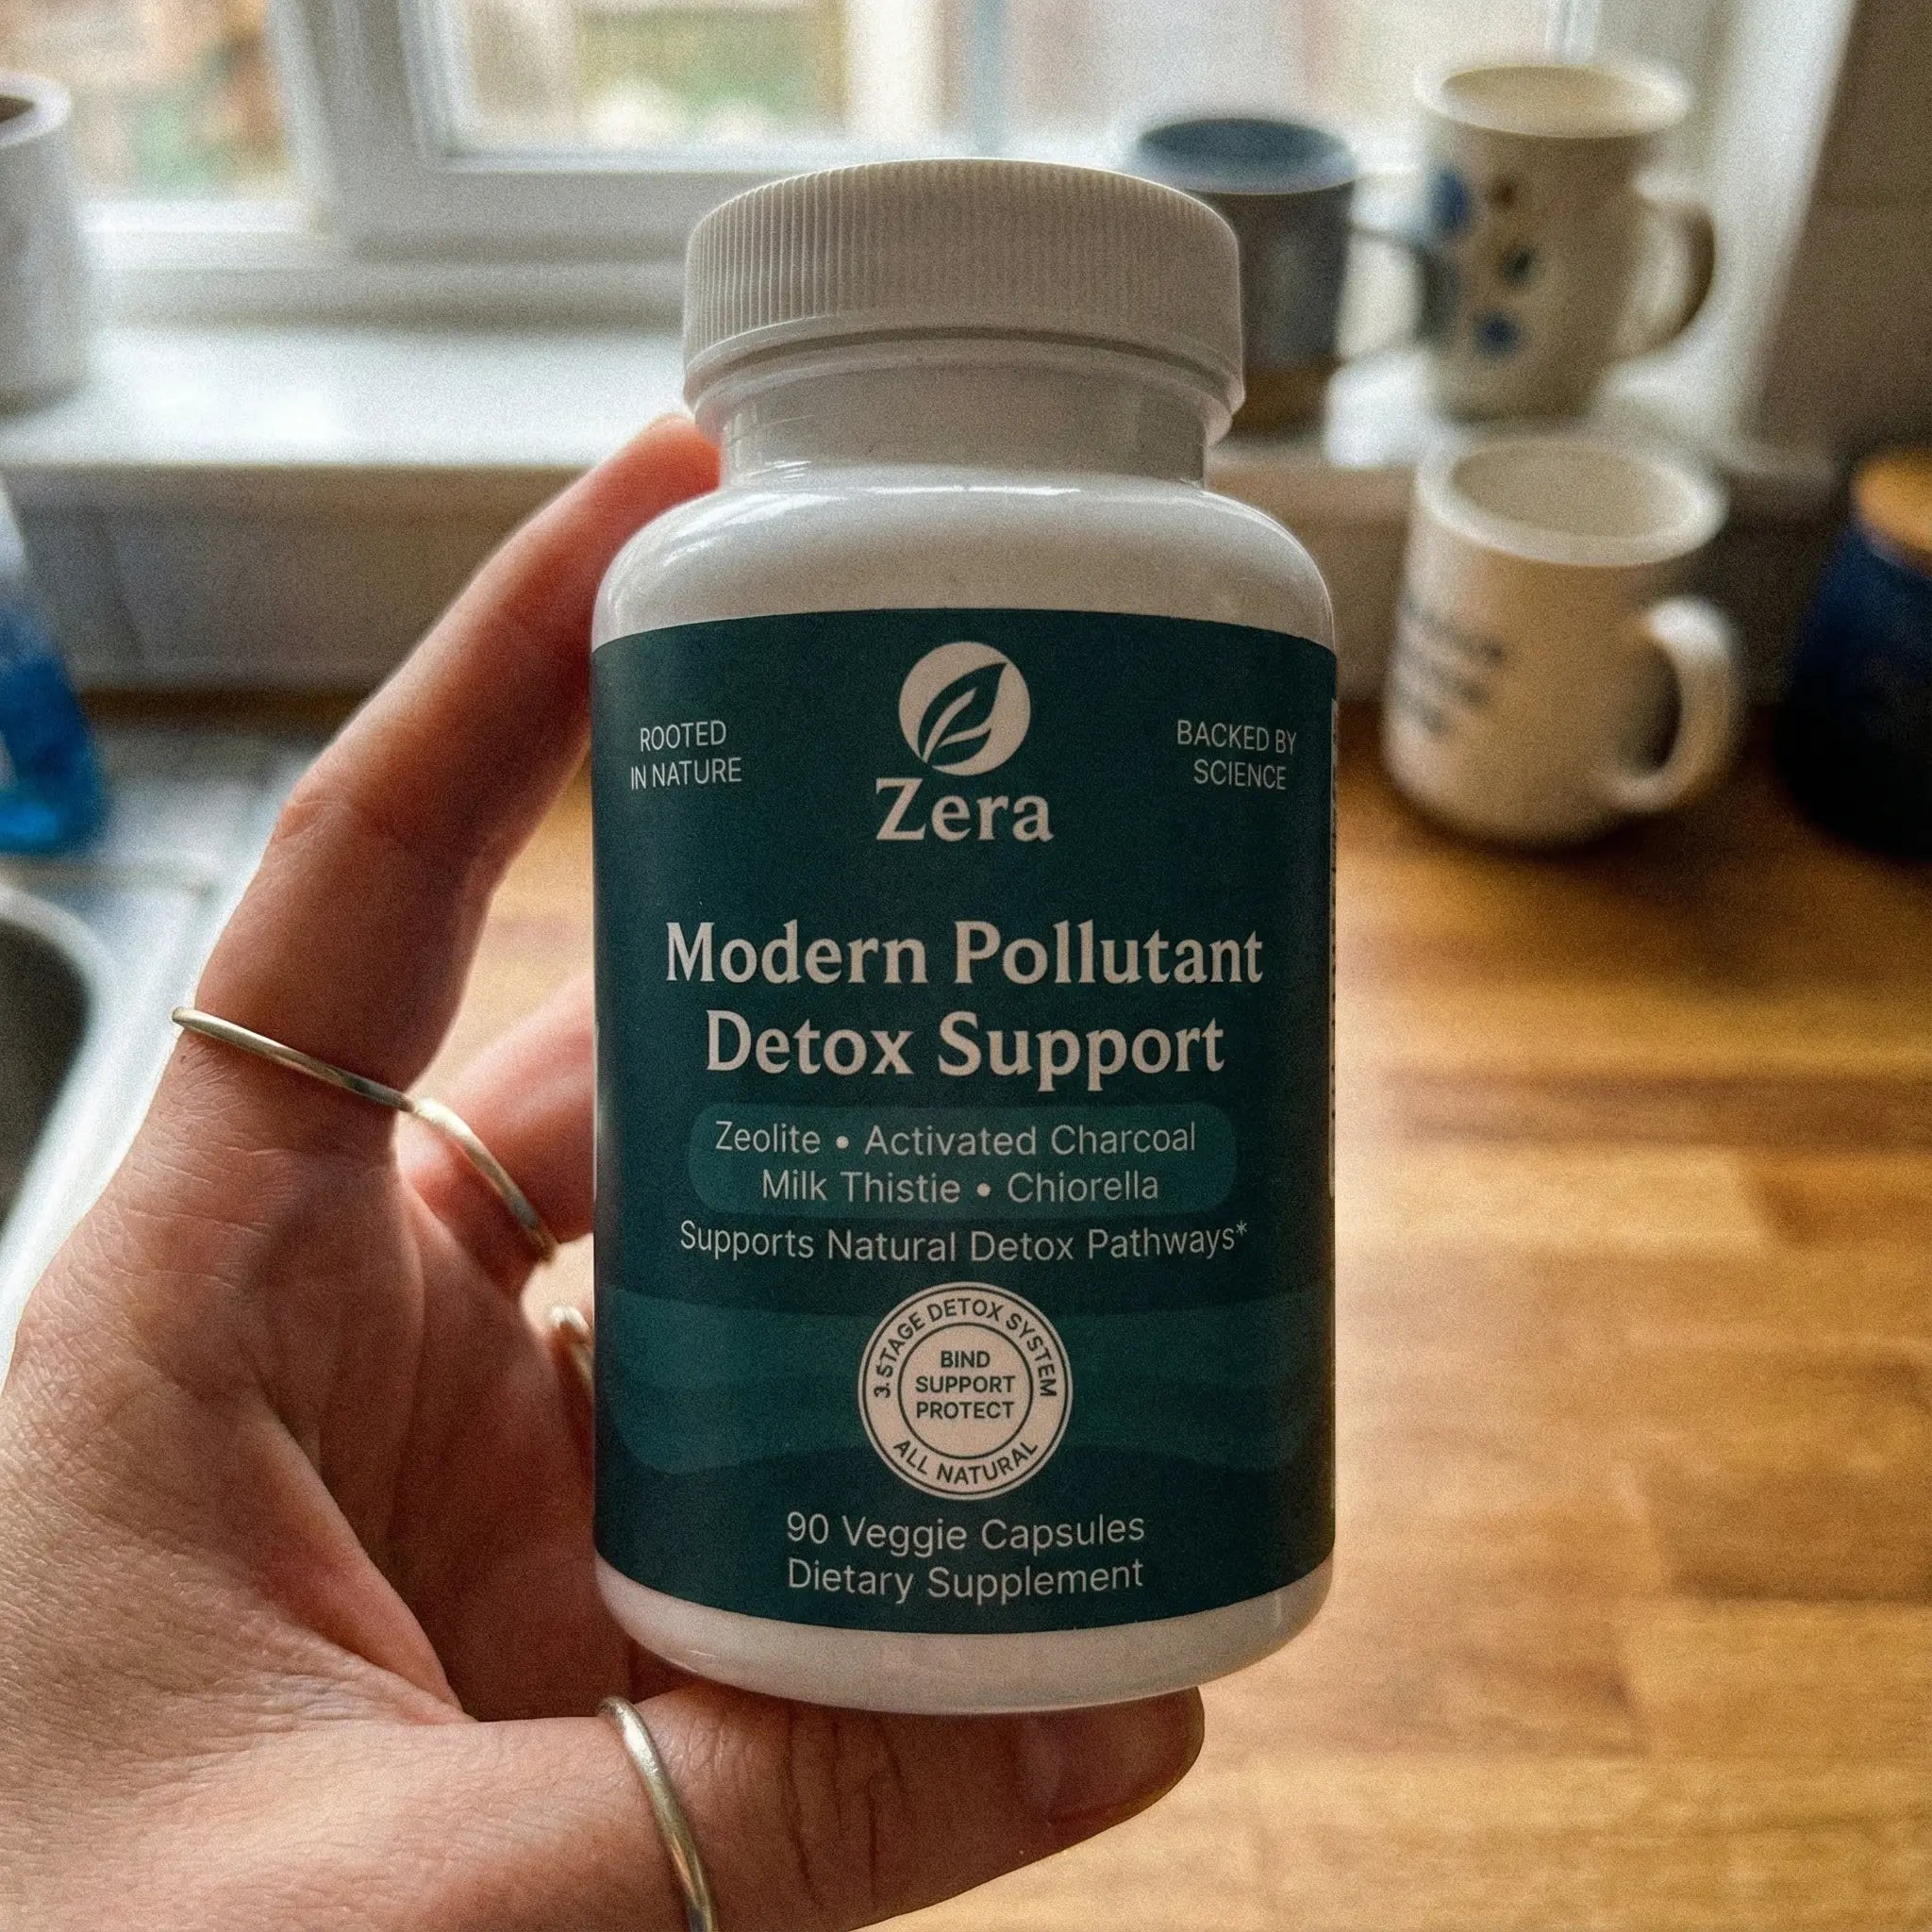 ROOTED
IN NATURE
BACKED BY
SCIENCE
Zera
Modern Pollutant
Detox Support
Zeolite • Activated Charcoal
Milk Thistie • Chiorella
Supports Natural Detox Pathways*
3. STAGE DETOX SYSTEM
BIND
SUPPORT
PROTECT
ALL NATURAL
90 Veggie Capsules
Dietary Supplement